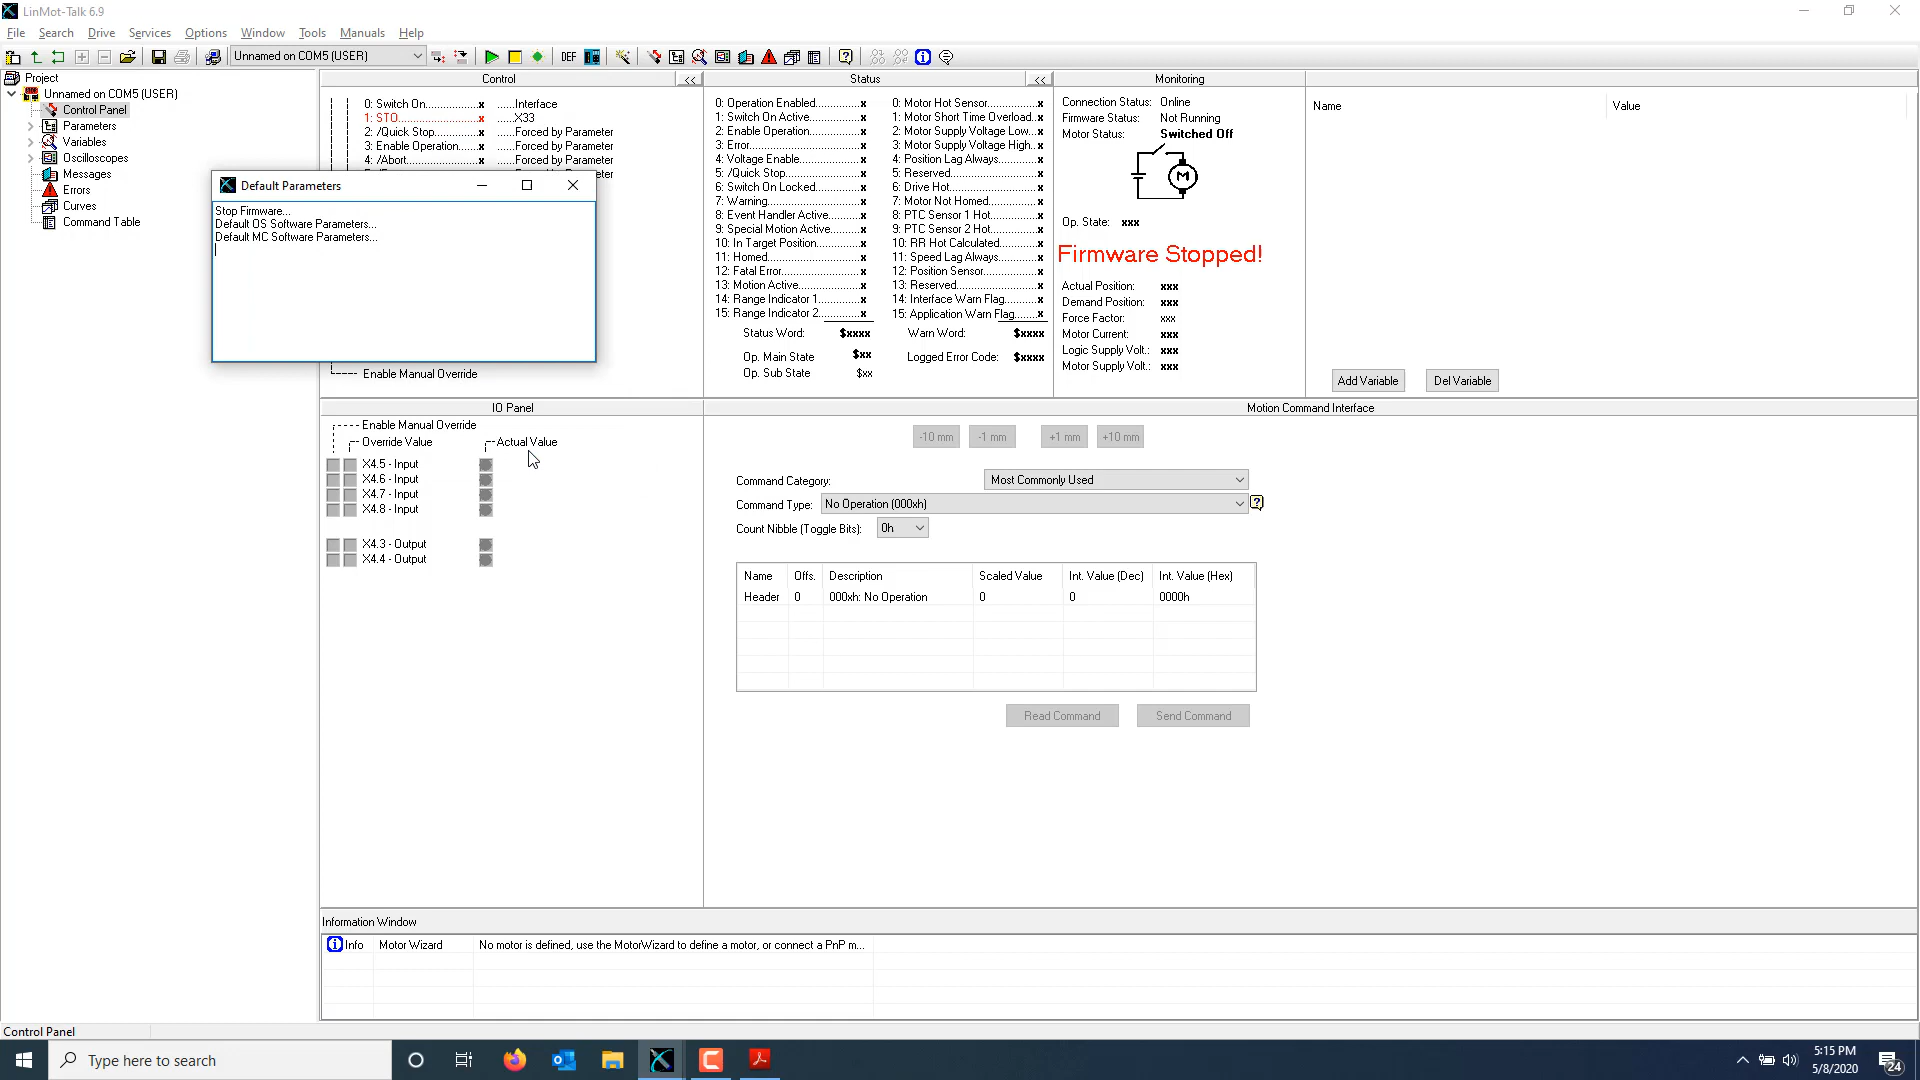 LinMot-Talk 6.9
File Search Drive Services Options Window Tools Manuals Help
Unnamed on COM5 (USER)
DEF
Project
Unnamed on COM5 (USER)
Control Panel
Parameters
Variables
Oscilloscopes
Messages
Errors
Curves
Command Table
Control
<<
0: Switch On..................x ......Interface
1: STO...........................x ......X33
2: /Quick Stop...............x ......Forced by Parameter
3: Enable Operation........x ......Forced by Parameter
4: /Abort........................x ......Forced by Parameter
Enable Manual Override
Default Parameters
Stop Firmware...
Default OS Software Parameters...
Default MC Software Parameters...
Status
<<
0: Operation Enabled..............x
1: Switch On Active................x
2: Enable Operation................x
3: Error......................................x
4: Voltage Enable....................x
5: /Quick Stop..........................x
6: Switch On Locked...............x
7: Warning................................x
8: Event Handler Active..........x
9: Special Motion Active.........x
10: In Target Position..............x
11: Homed...............................x
12: Fatal Error..........................x
13: Motion Active....................x
14: Range Indicator 1..............x
15: Range Indicator 2..............x
Status Word: $xxxx
Op. Main State $xx
Op. Sub State $xx
0: Motor Hot Sensor................x
1: Motor Short Time Overload..x
2: Motor Supply Voltage Low...x
3: Motor Supply Voltage High..x
4: Position Lag Always............x
5: Reserved.............................x
6: Drive Hot..............................x
7: Motor Not Homed................x
8: PTC Sensor 1 Hot................x
9: PTC Sensor 2 Hot................x
10: RR Hot Calculated.............x
11: Speed Lag Always.............x
12: Position Sensor..................x
13: Reserved...........................x
14: Interface Warn Flag...........x
15: Application Warn Flag........x
Warn Word: $xxxx
Logged Error Code: $xxxx
Monitoring
Connection Status: Online
Firmware Status: Not Running
Motor Status: Switched Off
M
Op. State: xxx
Firmware Stopped!
Actual Position: xxx
Demand Position: xxx
Force Factor: xxx
Motor Current: xxx
Logic Supply Volt.: xxx
Motor Supply Volt.: xxx
Name Value
Add Variable Del Variable
IO Panel
Enable Manual Override
Override Value Actual Value
X4.5 - Input
X4.6 - Input
X4.7 - Input
X4.8 - Input
X4.3 - Output
X4.4 - Output
Motion Command Interface
-10 mm -1 mm +1 mm +10 mm
Command Category: Most Commonly Used
Command Type: No Operation (000xh)
Count Nibble (Toggle Bits): 0h
Name Offs. Description Scaled Value Int. Value (Dec) Int. Value (Hex)
Header 0 000xh: No Operation 0 0 0000h
Read Command Send Command
Information Window
Info Motor Wizard No motor is defined, use the MotorWizard to define a motor, or connect a PnP m...
Control Panel
Type here to search
5:15 PM
5/8/2020
24